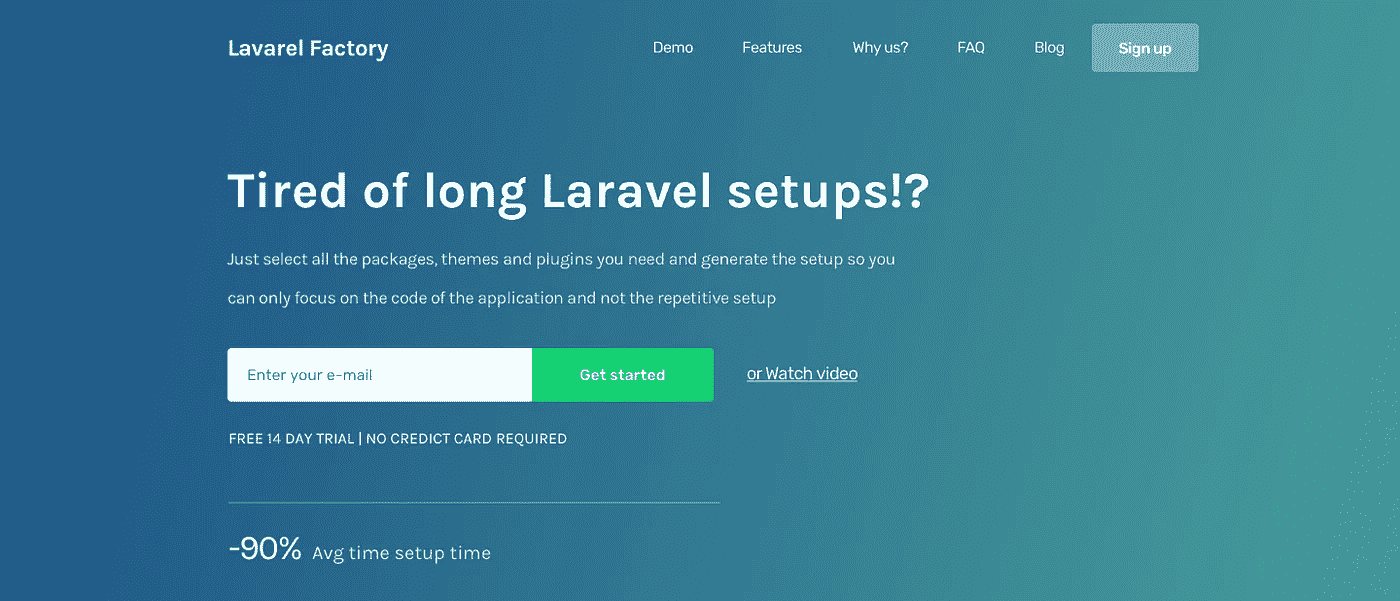 Lavarel Factory
Demo Features Why us? FAQ Blog Sign up
Tired of long Laravel setups!?
Just select all the packages, themes and plugins you need and generate the setup so you
can only focus on the code of the application and not the repetitive setup
Enter your e-mail Get started or Watch video
FREE 14 DAY TRIAL | NO CREDICT CARD REQUIRED
-90% Avg time setup time